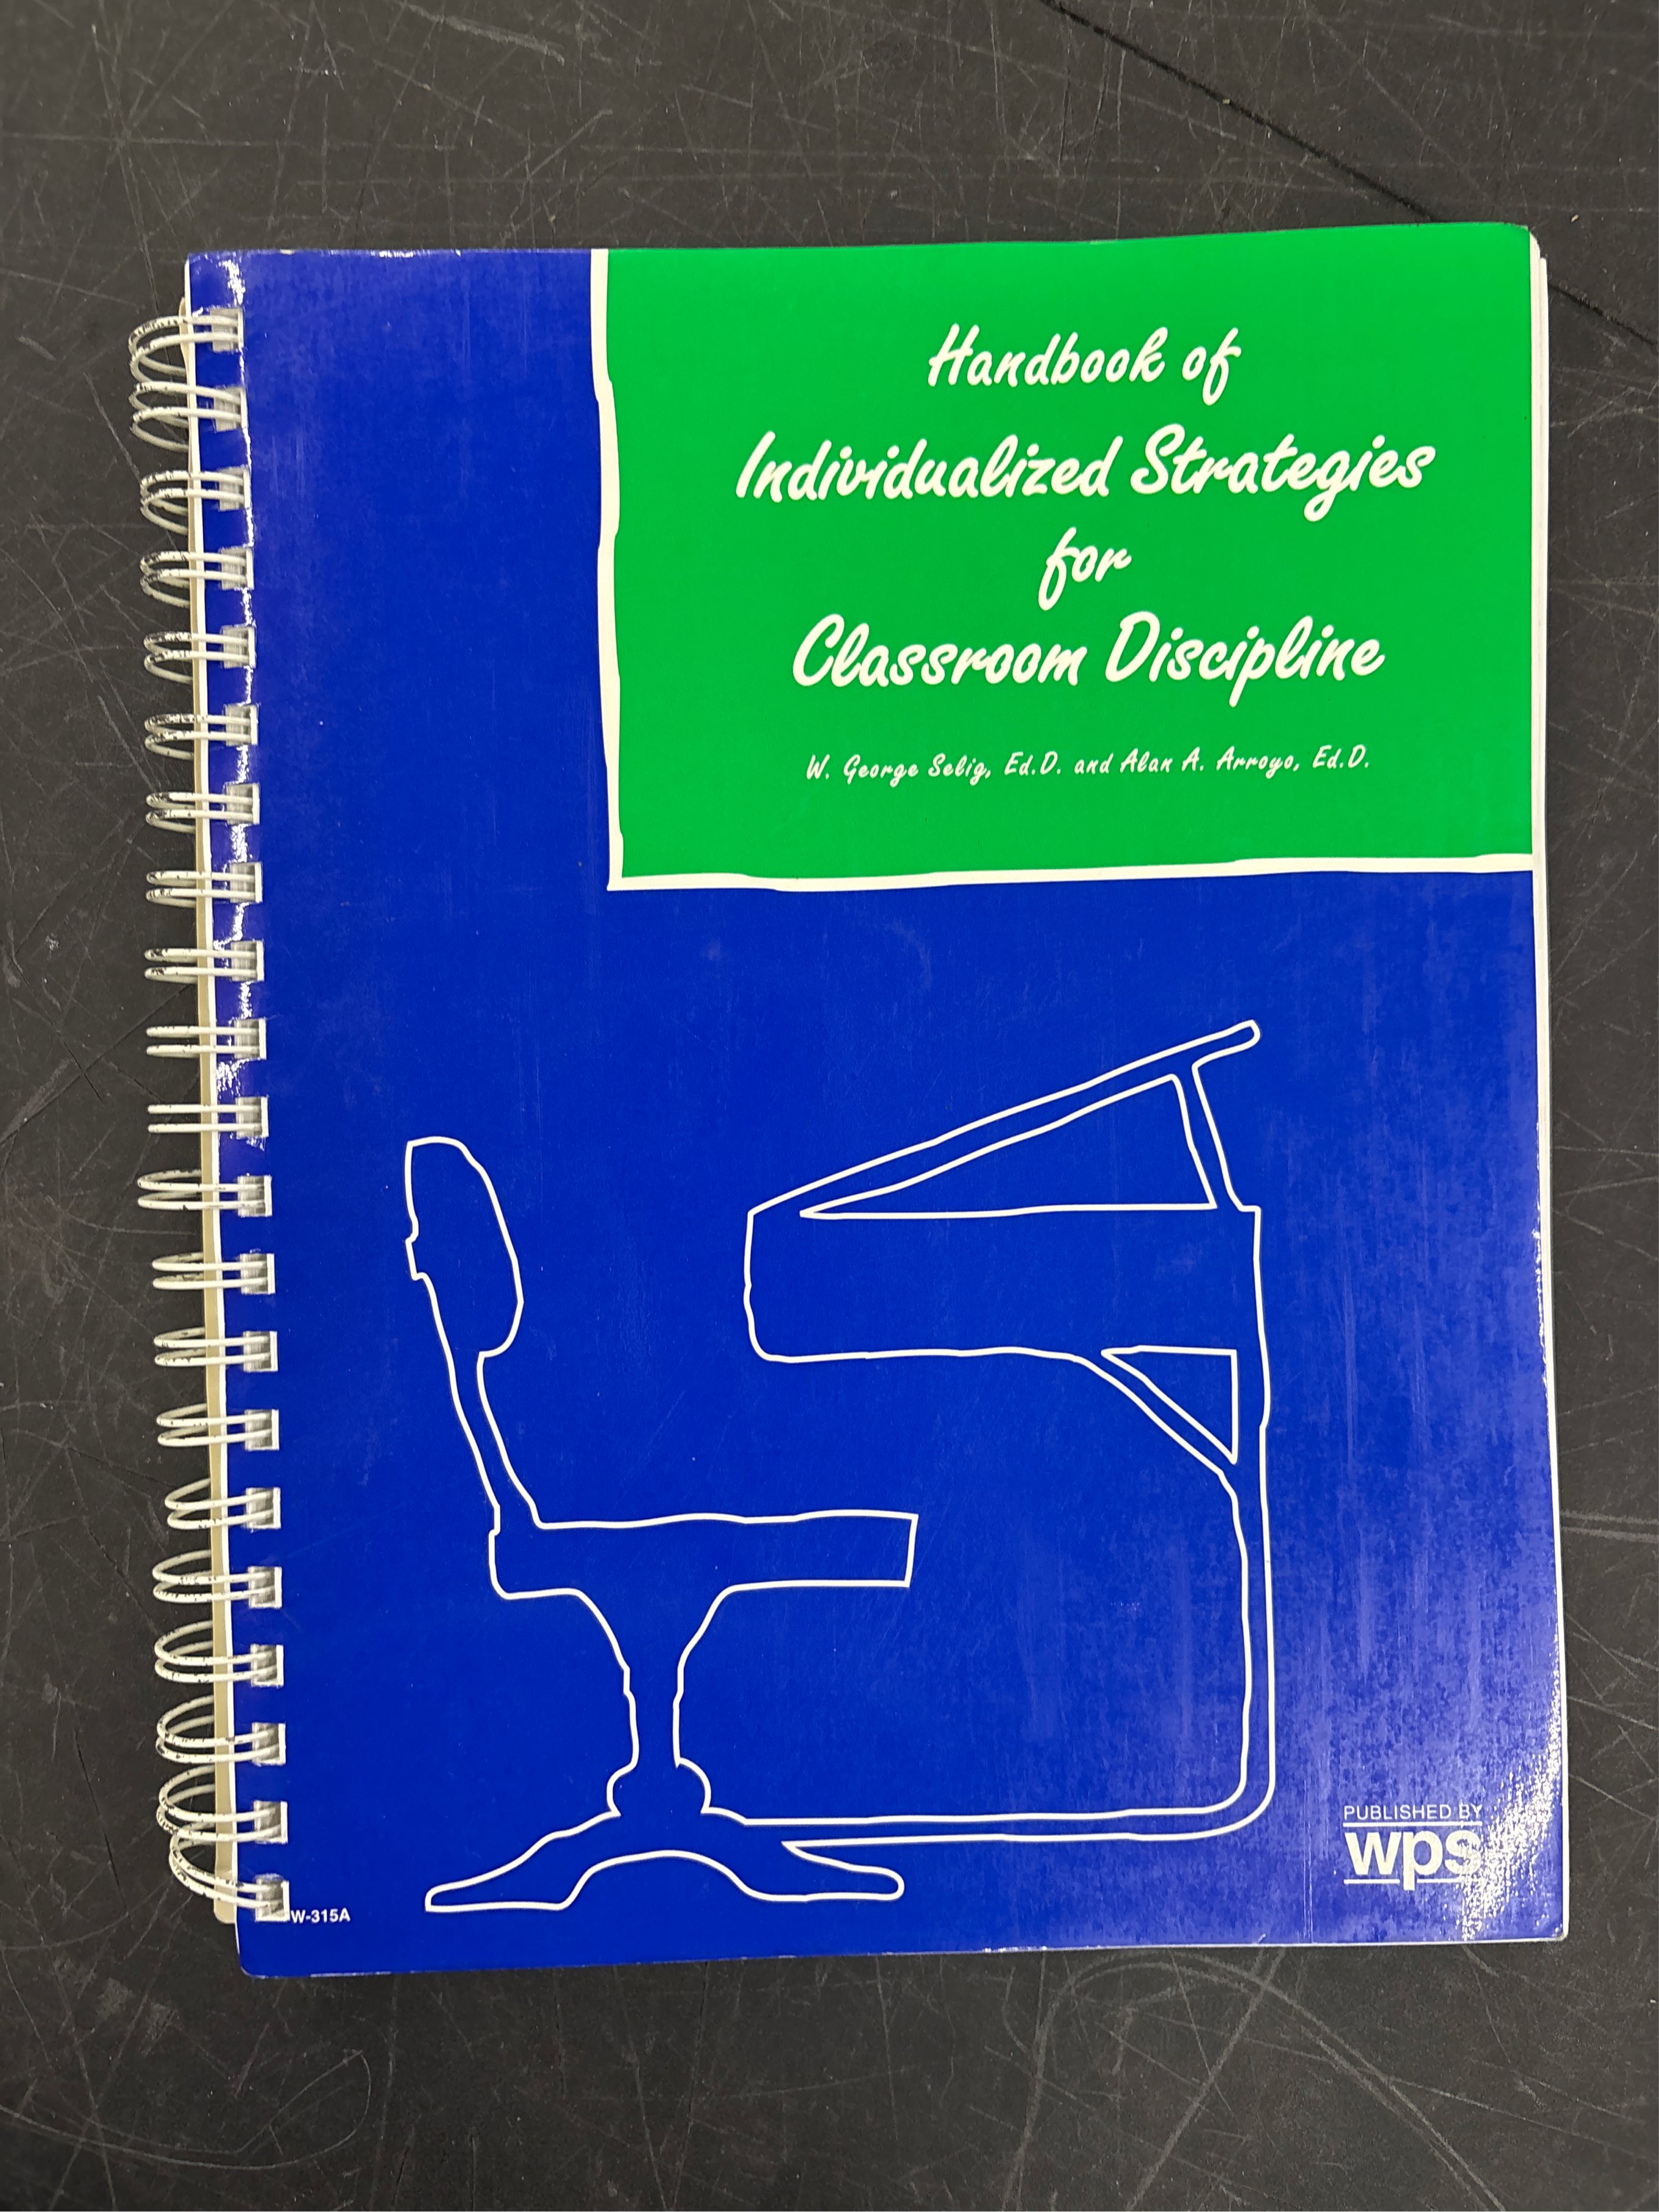 Handbook of
Individualized Strategies
for
Classroom Discipline
W. George Selig, Ed.D. and Alan A. Arroyo, Ed.D.
PUBLISHED BY
wps
W-315A